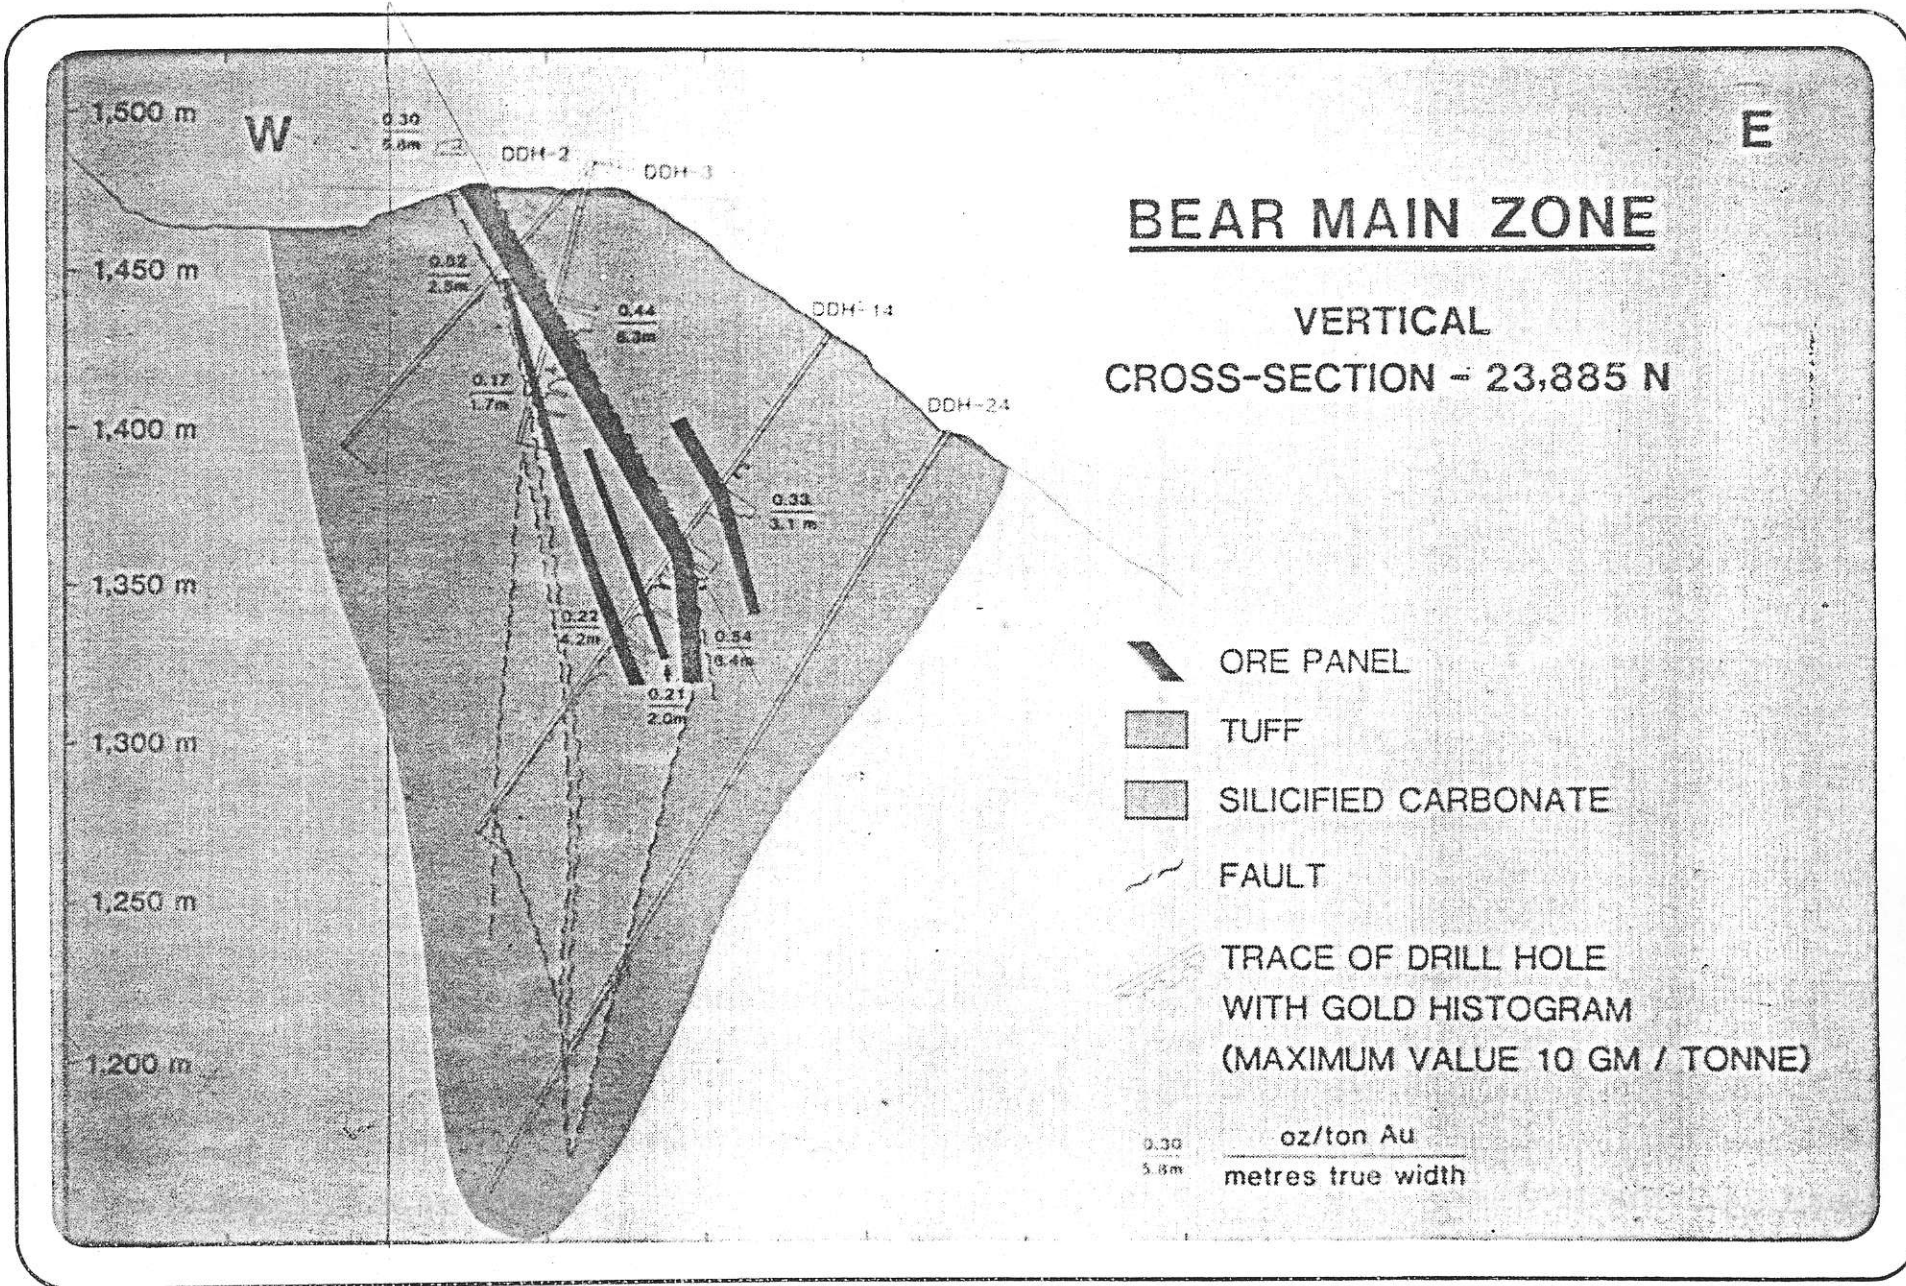 1,500 m
W
0.30
5.8m
DDH-2
DDH-3
E
BEAR MAIN ZONE
1,450 m
2.5m
0.44
6.3m
DDH-14
VERTICAL
CROSS-SECTION - 23,885 N
0.17
1.7m
DDH-24
1,400 m
0.33
3.1 m
1,350 m
0.22
4.2m
0.54
6.4m
0.21
2.0m
ORE PANEL
TUFF
1,300 m
SILICIFIED CARBONATE
FAULT
1,250 m
TRACE OF DRILL HOLE
WITH GOLD HISTOGRAM
(MAXIMUM VALUE 10 GM / TONNE)
1,200 m
0.30
5.8m
oz/ton Au
metres true width